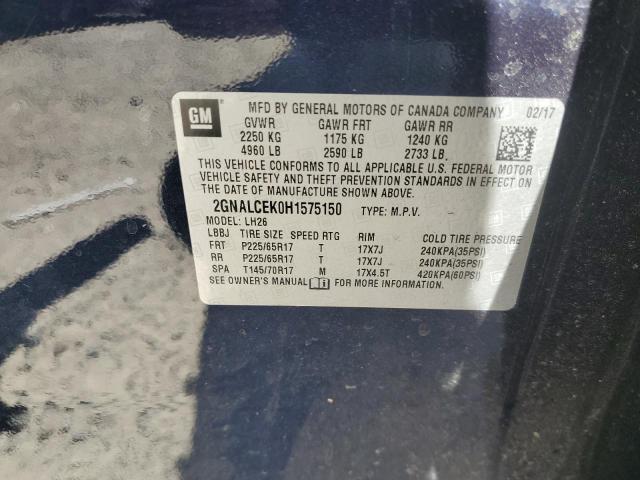 GM
MFD BY GENERAL MOTORS OF CANADA COMPANY 02/17
GVWR GAWR FRT GAWR RR
2250 KG 1175 KG 1240 KG
4960 LB 2590 LB 2733 LB
THIS VEHICLE CONFORMS TO ALL APPLICABLE U.S. FEDERAL MOTOR
VEHICLE SAFETY AND THEFT PREVENTION STANDARDS IN EFFECT ON
THE DATE OF MANUFACTURE SHOWN ABOVE.
2GNALCEK0H1575150 TYPE: M.P.V.
MODEL: LH26
LBBJ TIRE SIZE SPEED RTG RIM COLD TIRE PRESSURE
FRT P225/65R17 T 17X7J 240KPA(35PSI)
RR P225/65R17 T 17X7J 240KPA(35PSI)
SPA T145/70R17 M 17X4.5T 420KPA(60PSI)
SEE OWNER'S MANUAL FOR MORE INFORMATION.